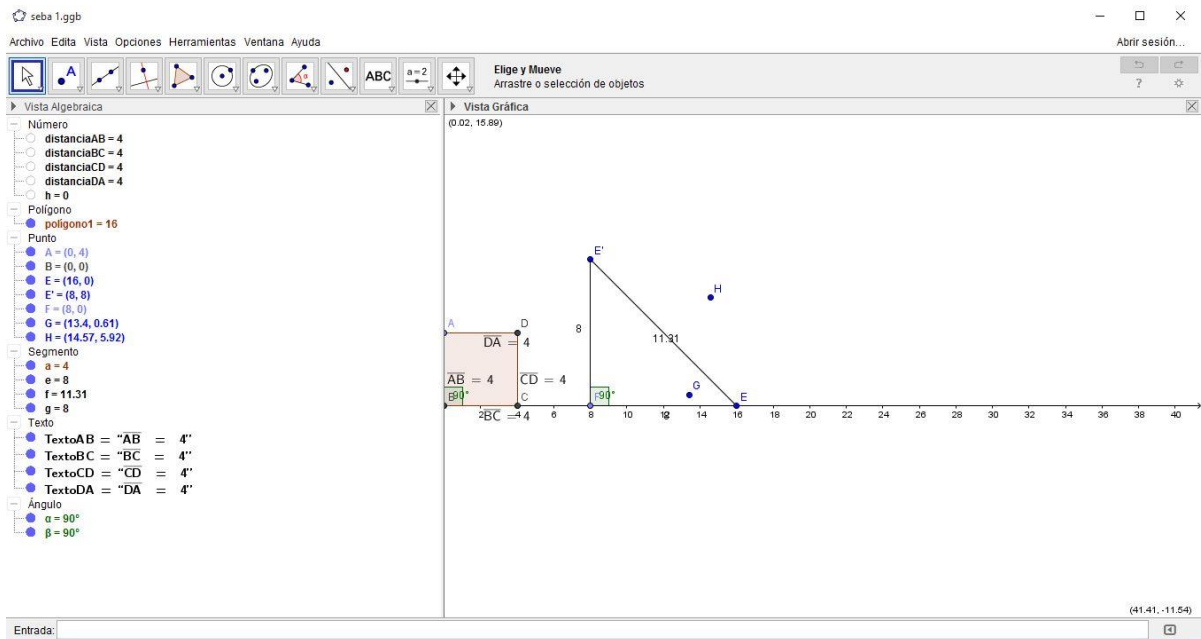 seba 1.ggb
Archivo Edita Vista Opciones Herramientas Ventana Ayuda
Abrir sesión...
A
ABC
a=2
Elige y Mueve
Arrastre o selección de objetos
?
Vista Algebraica
Número
distanciaAB = 4
distanciaBC = 4
distanciaCD = 4
distanciaDA = 4
h = 0
Polígono
polígono1 = 16
Punto
A = (0, 4)
B = (0, 0)
E = (16, 0)
E' = (8, 8)
F = (8, 0)
G = (13.4, 0.61)
H = (14.57, 5.92)
Segmento
a = 4
e = 8
f = 11.31
g = 8
Texto
TextoAB = “AB = 4”
TextoBC = “BC = 4”
TextoCD = “CD = 4”
TextoDA = “DA = 4”
Ángulo
α = 90°
β = 90°
Vista Gráfica
(0.02, 15.89)
E'
H
A D
8
11.31
DA = 4
AB = 4 CD = 4
G
B 90° C F 90° E
2 4 8 10 12 14 16 18 20 22 24 26 28 30 32 34 36 38 40
BC = 4
8
(41.41, -11.54)
Entrada: